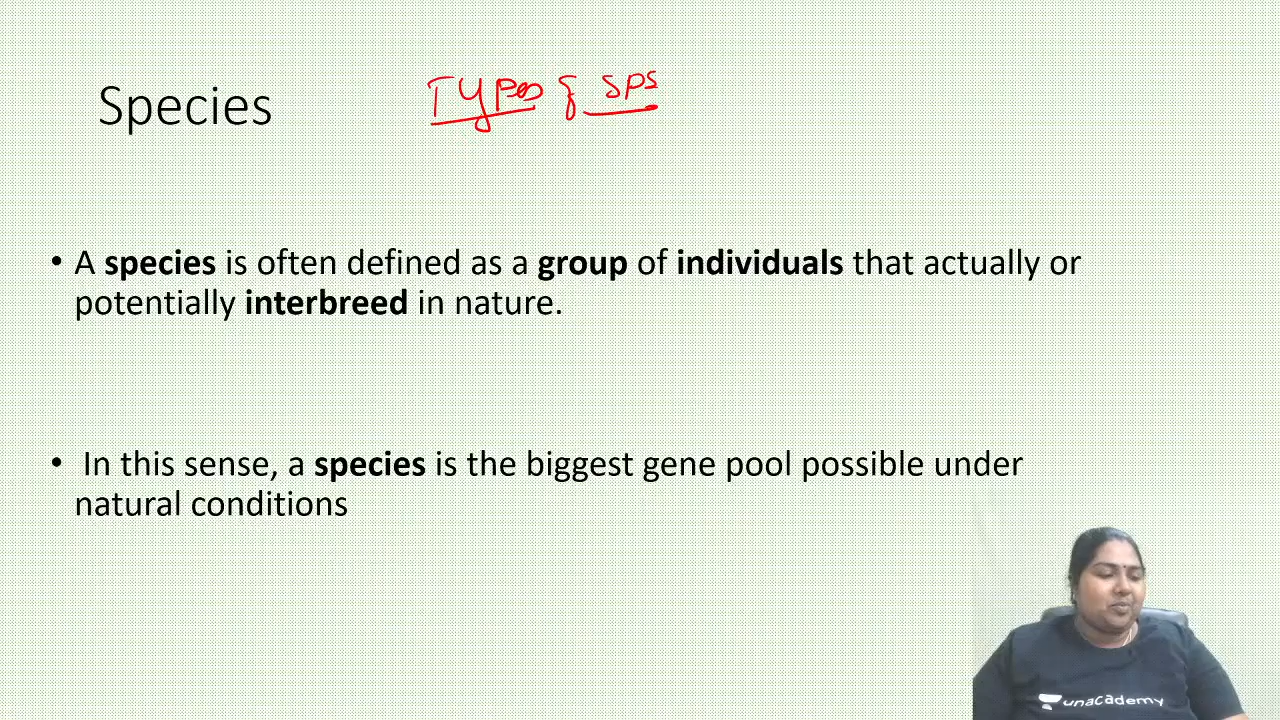 Species
Types of sps
• A species is often defined as a group of individuals that actually or
potentially interbreed in nature.
• In this sense, a species is the biggest gene pool possible under
natural conditions
unacademy